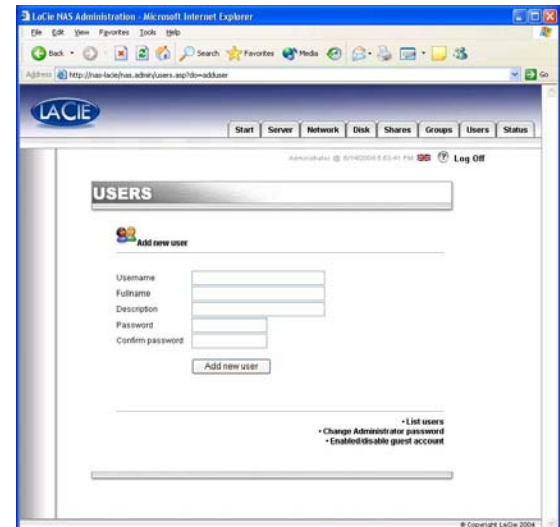 LaCie NAS Administration - Microsoft Internet Explorer
File Edit View Favorites Tools Help
Back Search Favorites Media
Address http://nas-lacie/nas.admin/users.asp?do=adduser Go
LACIE
Start Server Network Disk Shares Groups Users Status
Administrator @ PM ? Log Off
USERS
Add new user
Username
Fullname
Description
Password
Confirm password
Add new user
• List users
• Change Administrator password
• Enabled/disable guest account
© Copyright LaCie 2004